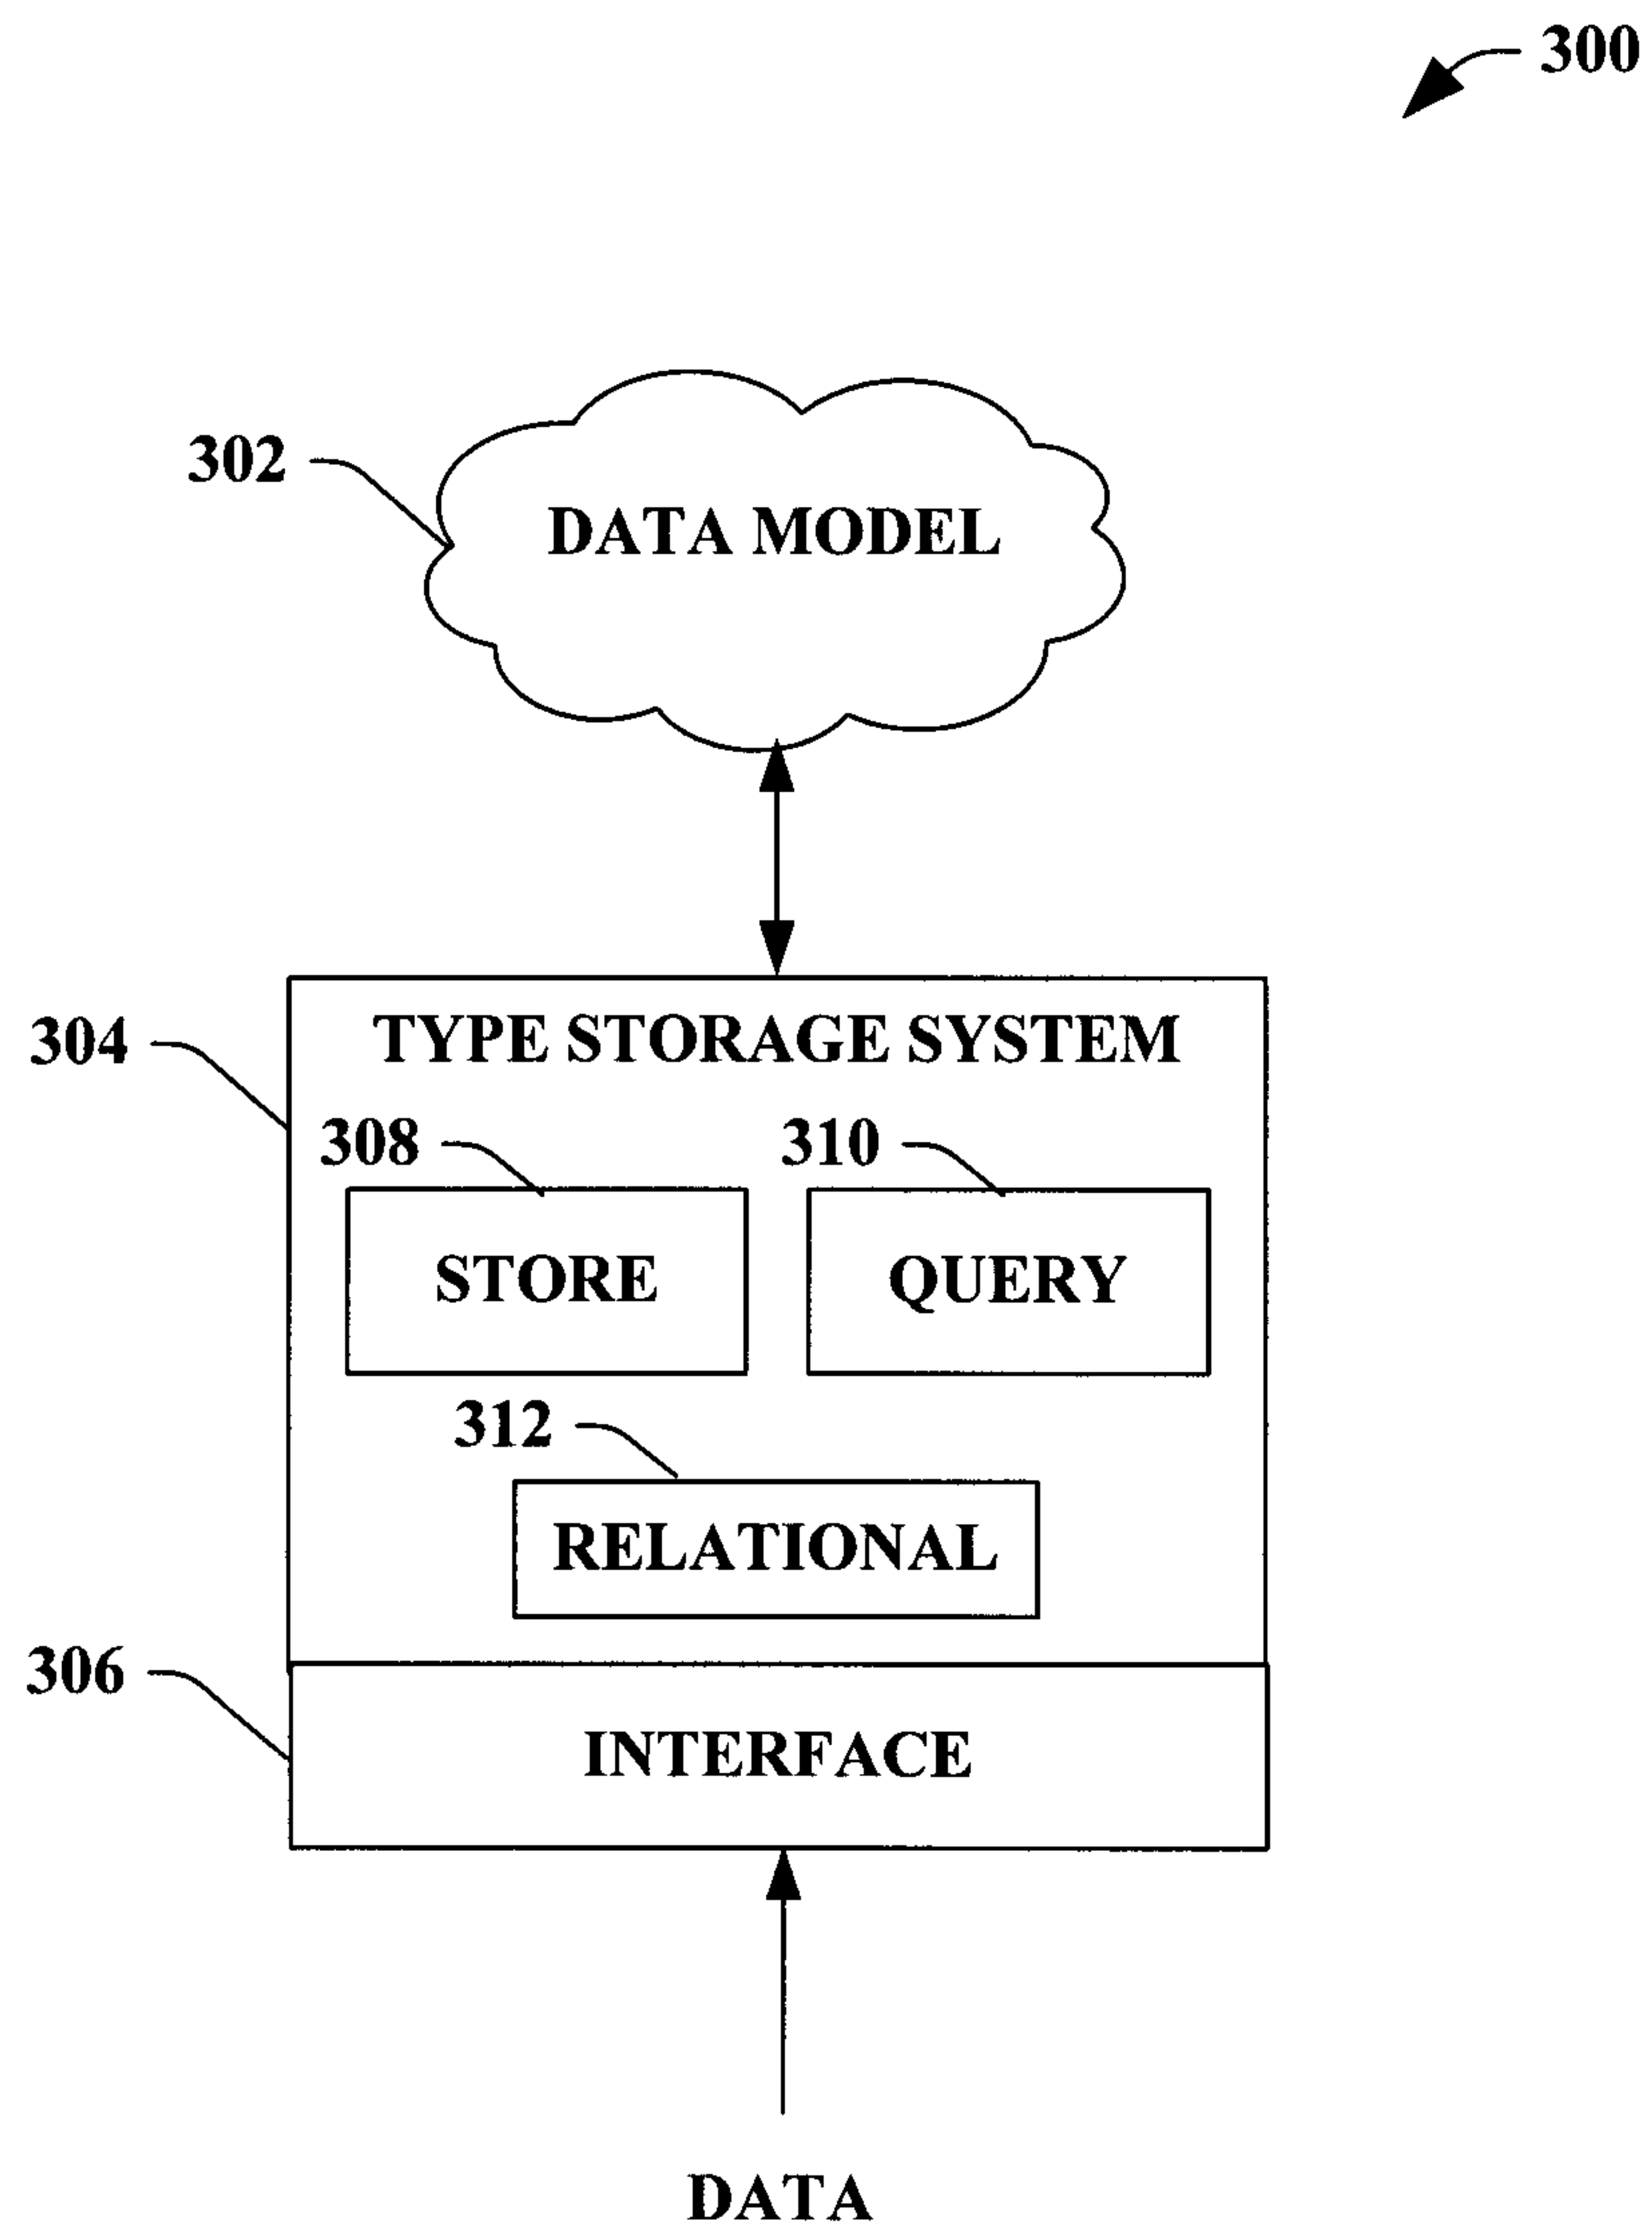 300
302
DATA MODEL
304
TYPE STORAGE SYSTEM
308
310
STORE
QUERY
312
RELATIONAL
306
INTERFACE
DATA